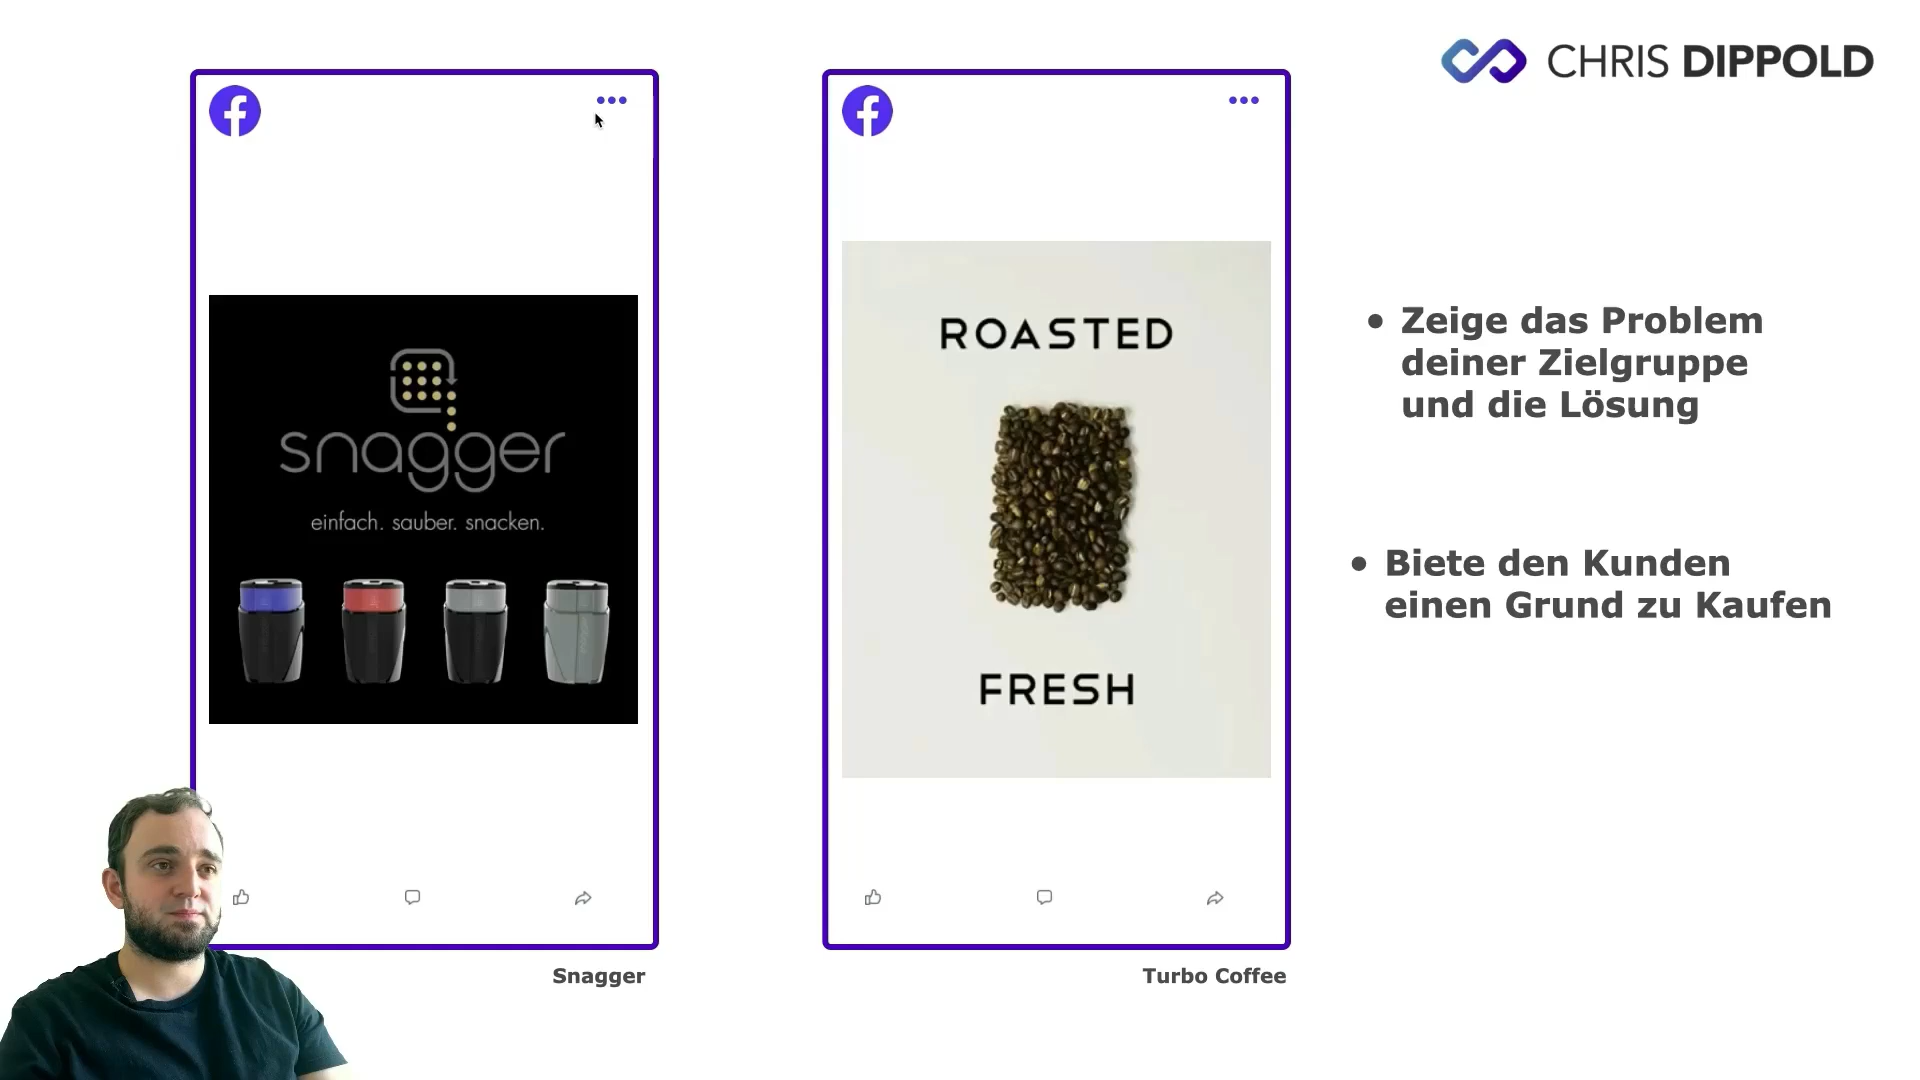 CHRIS DIPPOLD
snagger
einfach. sauber. snacken.
Snagger
ROASTED
FRESH
Turbo Coffee
• Zeige das Problem
deiner Zielgruppe
und die Lösung
• Biete den Kunden
einen Grund zu Kaufen